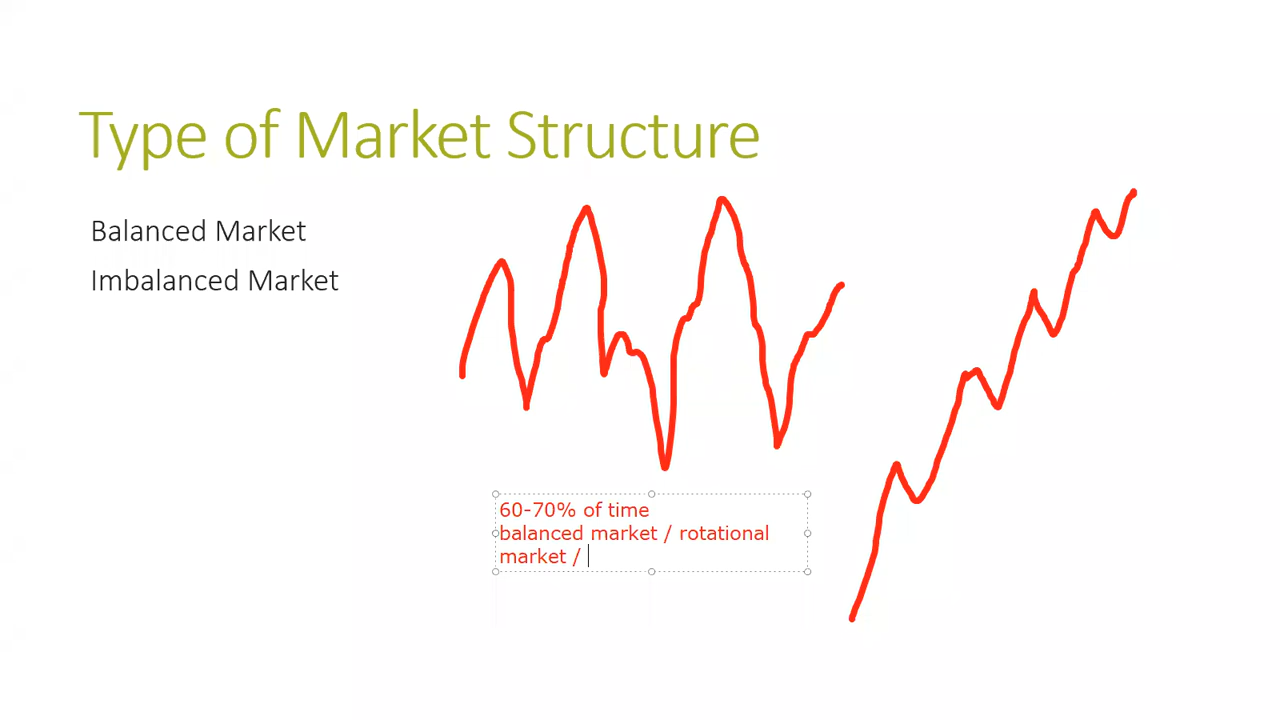 Type of Market Structure
Balanced Market
Imbalanced Market
60-70% of time
balanced market / rotational
market /